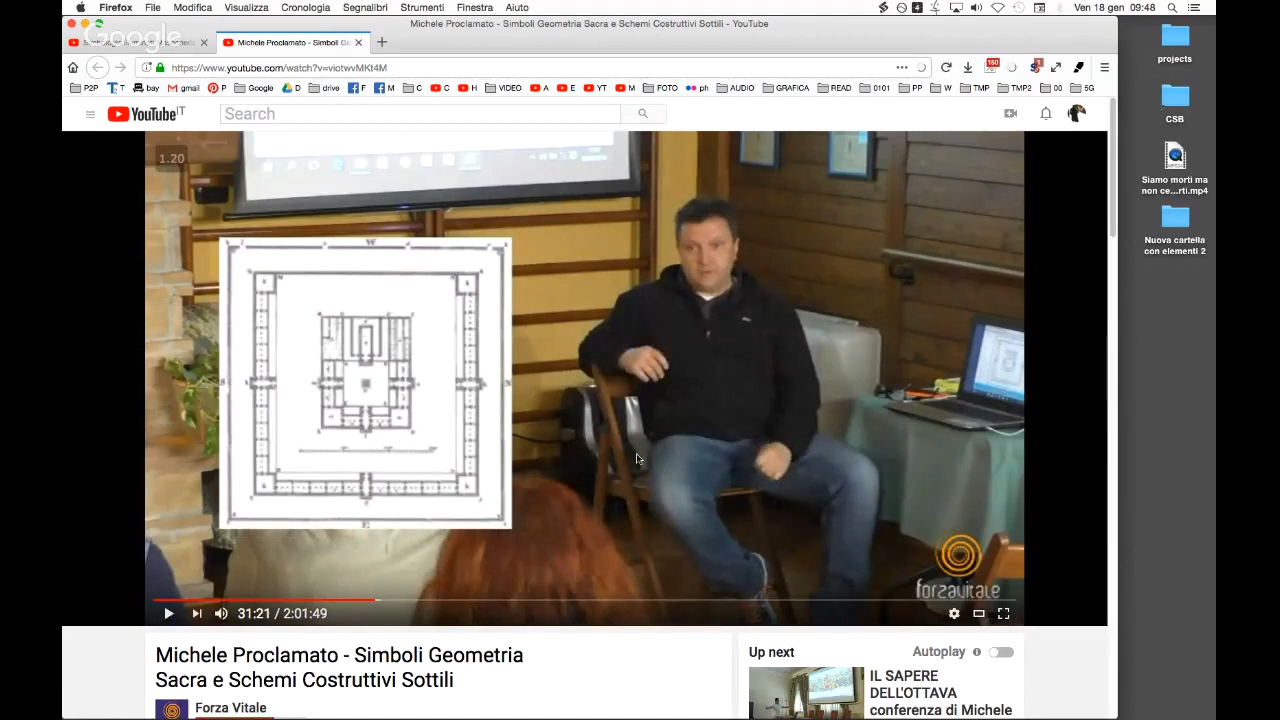 Firefox File Modifica Visualizza Cronologia Segnalibri Strumenti Finestra Aiuto
4 Ven 18 gen 09:48
Michele Proclamato - Simboli Geometria Sacra e Schemi Costruttivi Sottili - YouTube
Google
Michele Proclamato - Simboli Ge
https://www.youtube.com/watch?v=viotwvMKt4M
150
1
P2P T bay gmail P Google D drive F M C H VIDEO A E YT M FOTO ph AUDIO GRAFICA READ 0101 PP W TMP TMP2 00 5G
YouTube IT
Search
1.20
W
forzavitale
31:21 / 2:01:49
Michele Proclamato - Simboli Geometria
Sacra e Schemi Costruttivi Sottili
Forza Vitale
Up next
Autoplay
IL SAPERE
DELL'OTTAVA
conferenza di Michele
projects
CSB
Siamo morti ma
non ce...rti.mp4
Nuova cartella
con elementi 2